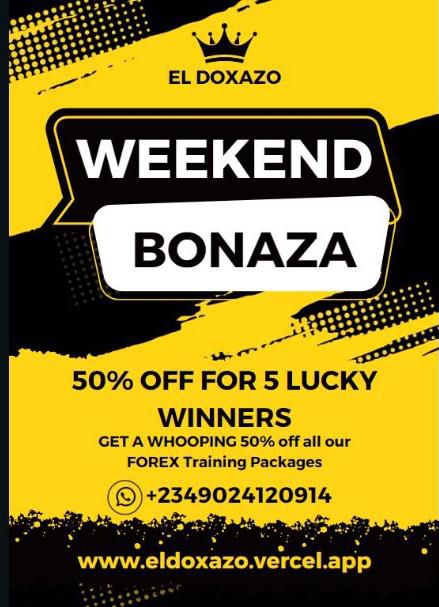 EL DOXAZO
WEEKEND
BONAZA
50% OFF FOR 5 LUCKY
WINNERS
GET A WHOOPING 50% off all our
FOREX Training Packages
+2349024120914
www.eldoxazo.vercel.app